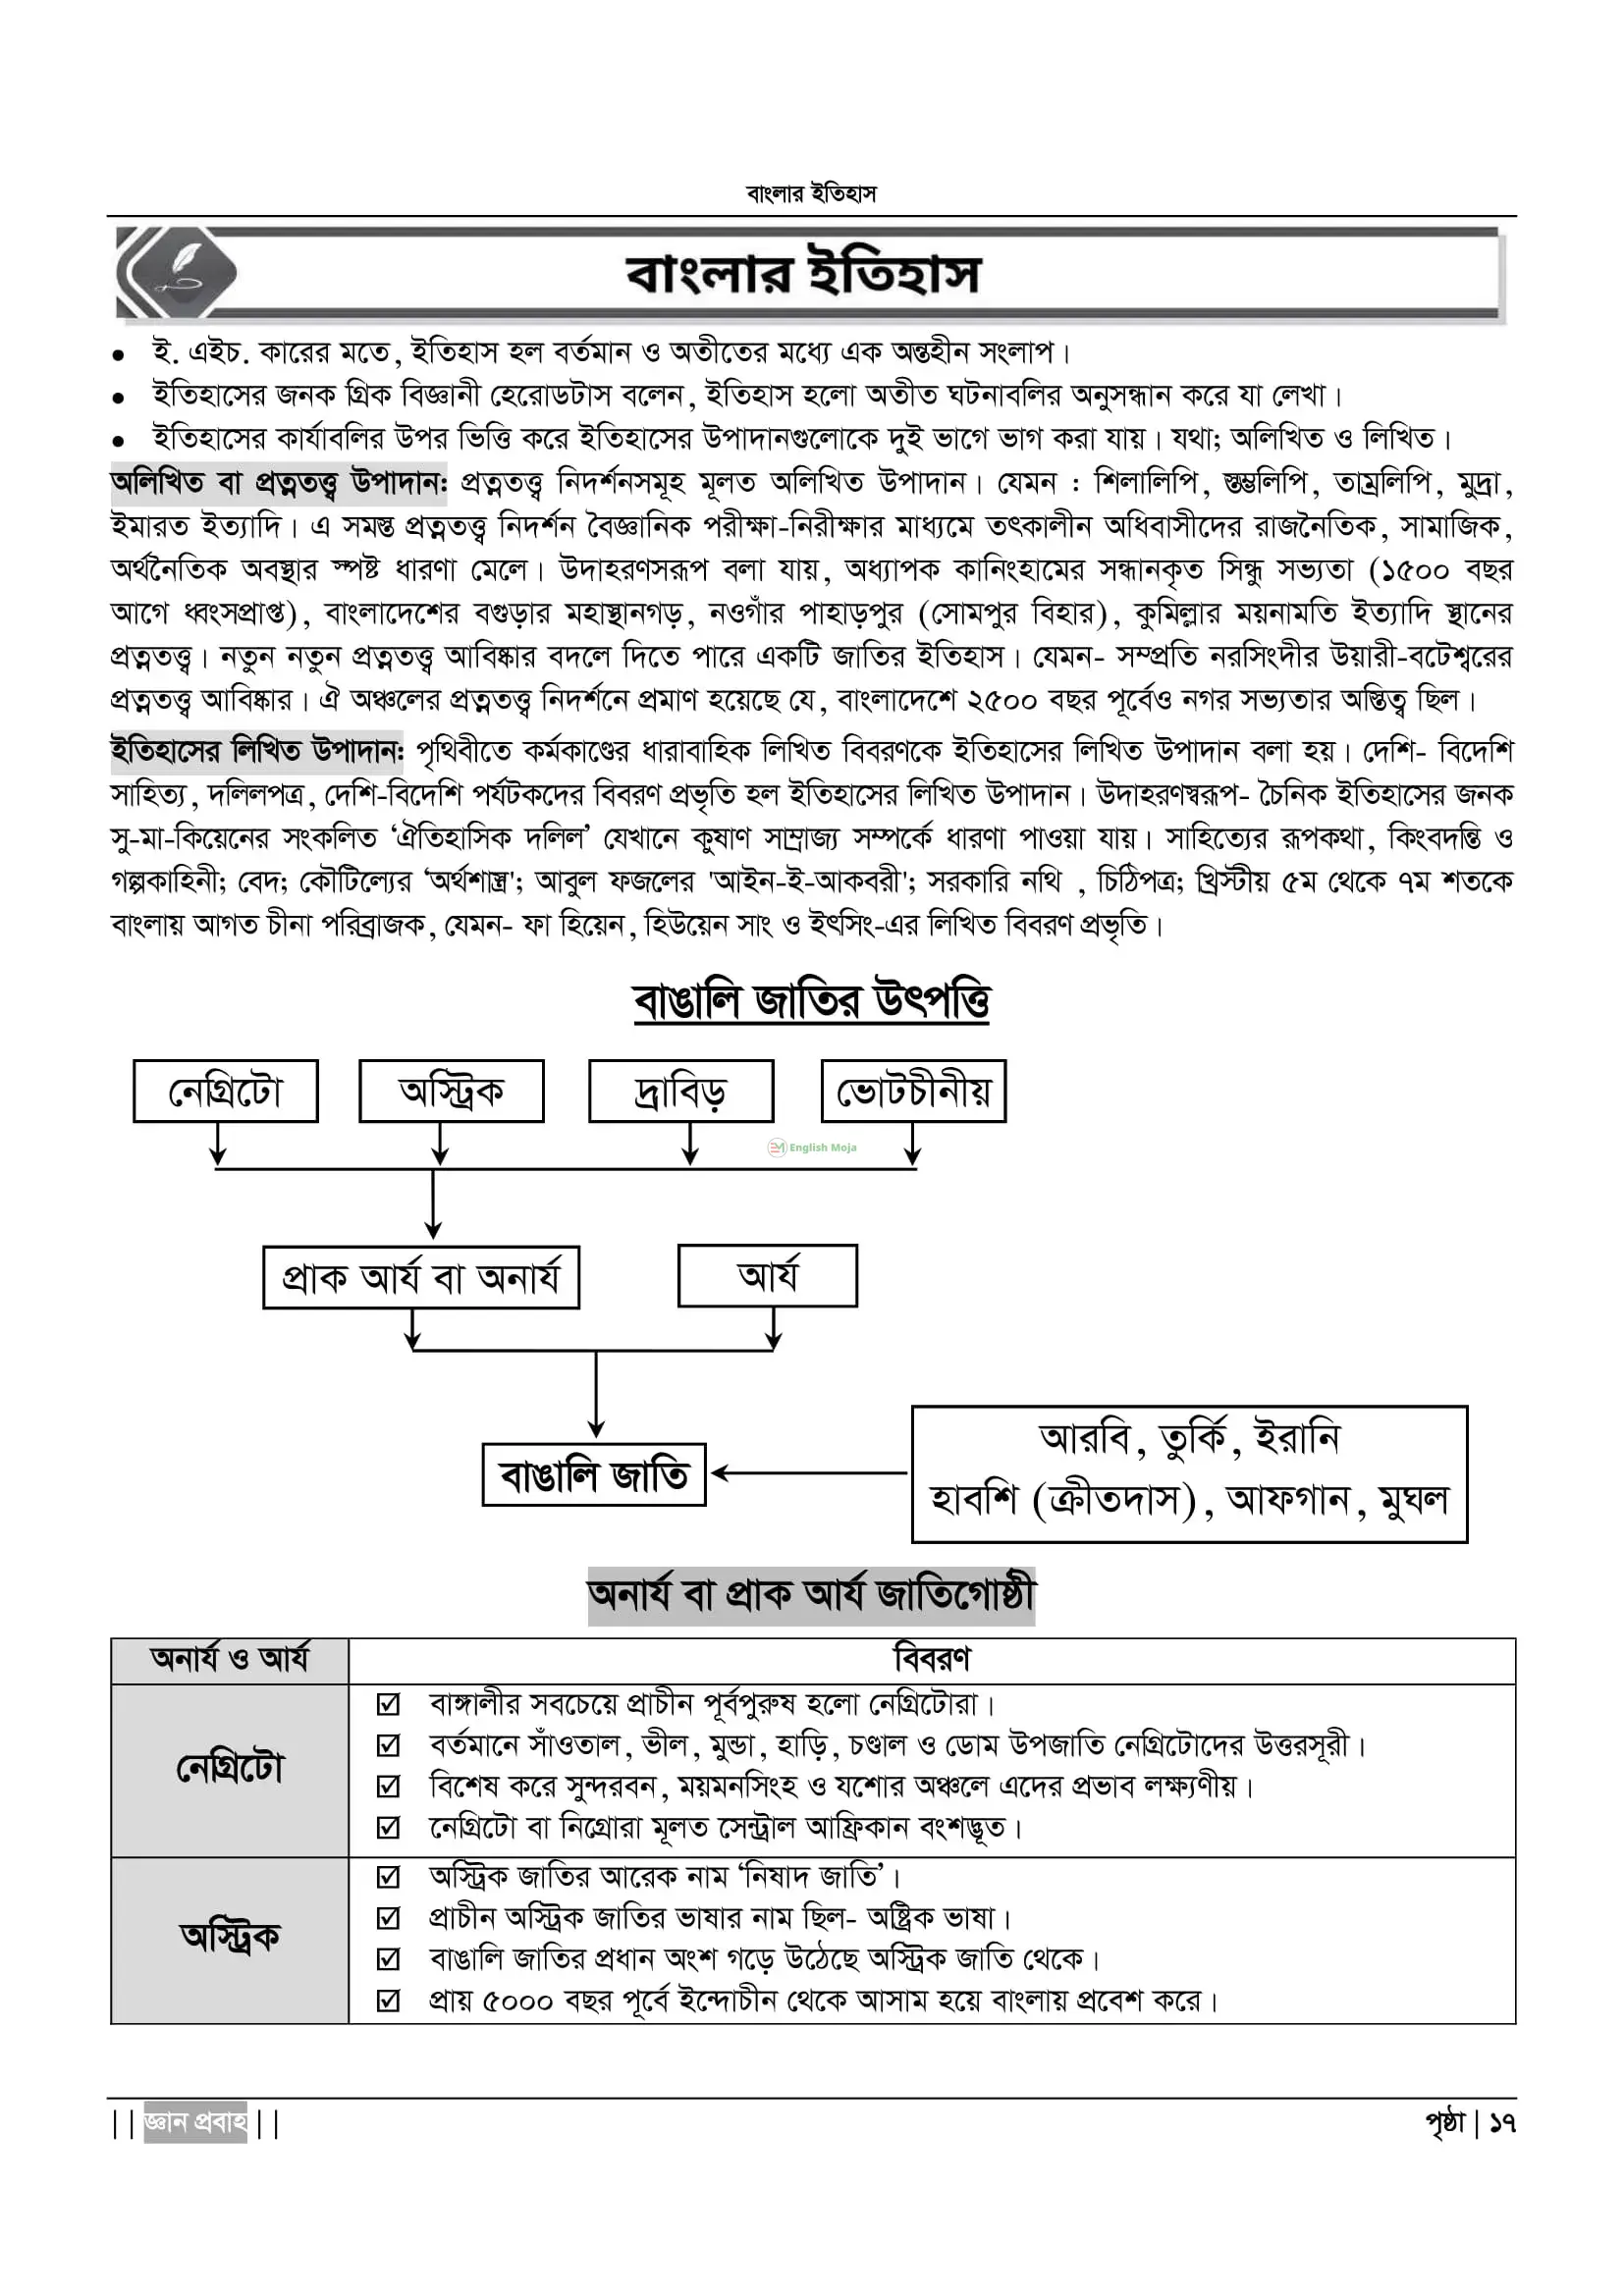 বাংলার ইতিহাস
বাংলার ইতিহাস
• ই. এইচ. কারের মতে, ইতিহাস হল বর্তমান ও অতীতের মধ্যে এক অন্তহীন সংলাপ।
• ইতিহাসের জনক গ্রিক বিজ্ঞানী হেরোডটাস বলেন, ইতিহাস হলো অতীত ঘটনাবলির অনুসন্ধান করে যা লেখা।
• ইতিহাসের কার্যাবলির উপর ভিত্তি করে ইতিহাসের উপাদানগুলোকে দুই ভাগে ভাগ করা যায়। যথা; অলিখিত ও লিখিত।
অলিখিত বা প্রত্নতত্ত্ব উপাদান: প্রত্নতত্ত্ব নিদর্শনসমূহ মূলত অলিখিত উপাদান। যেমন : শিলালিপি, স্তম্ভলিপি, তাম্রলিপি, মুদ্রা,
ইমারত ইত্যাদি। এ সমস্ত প্রত্নতত্ত্ব নিদর্শন বৈজ্ঞানিক পরীক্ষা-নিরীক্ষার মাধ্যমে তৎকালীন অধিবাসীদের রাজনৈতিক, সামাজিক,
অর্থনৈতিক অবস্থার স্পষ্ট ধারণা মেলে। উদাহরণসরূপ বলা যায়, অধ্যাপক কানিংহামের সন্ধানকৃত সিন্ধু সভ্যতা (১৫০০ বছর
আগে ধ্বংসপ্রাপ্ত), বাংলাদেশের বগুড়ার মহাস্থানগড়, নওগাঁর পাহাড়পুর (সোমপুর বিহার), কুমিল্লার ময়নামতি ইত্যাদি স্থানের
প্রত্নতত্ত্ব। নতুন নতুন প্রত্নতত্ত্ব আবিষ্কার বদলে দিতে পারে একটি জাতির ইতিহাস। যেমন- সম্প্রতি নরসিংদীর উয়ারী-বটেশ্বরের
প্রত্নতত্ত্ব আবিষ্কার। ঐ অঞ্চলের প্রত্নতত্ত্ব নিদর্শনে প্রমাণ হয়েছে যে, বাংলাদেশে ২৫০০ বছর পূর্বেও নগর সভ্যতার অস্তিত্ব ছিল।
ইতিহাসের লিখিত উপাদান: পৃথিবীতে কর্মকাণ্ডের ধারাবাহিক লিখিত বিবরণকে ইতিহাসের লিখিত উপাদান বলা হয়। দেশি- বিদেশি
সাহিত্য, দলিলপত্র, দেশি-বিদেশি পর্যটকদের বিবরণ প্রভৃতি হল ইতিহাসের লিখিত উপাদান। উদাহরণস্বরূপ- চৈনিক ইতিহাসের জনক
সু-মা-কিয়েনের সংকলিত ‘ঐতিহাসিক দলিল’ যেখানে কুষাণ সাম্রাজ্য সম্পর্কে ধারণা পাওয়া যায়। সাহিত্যের রূপকথা, কিংবদন্তি ও
গল্পকাহিনী; বেদ; কৌটিল্যের ‘অর্থশাস্ত্র'; আবুল ফজলের 'আইন-ই-আকবরী'; সরকারি নথি , চিঠিপত্র; খ্রিস্টীয় ৫ম থেকে ৭ম শতকে
বাংলায় আগত চীনা পরিব্রাজক, যেমন- ফা হিয়েন, হিউয়েন সাং ও ইৎসিং-এর লিখিত বিবরণ প্রভৃতি।
বাঙালি জাতির উৎপত্তি
নেগ্রিটো অস্ট্রিক দ্রাবিড় ভোটচীনীয়
English Moja
প্রাক আর্য বা অনার্য আর্য
আরবি, তুর্কি, ইরানি
বাঙালি জাতি হাবশি (ক্রীতদাস), আফগান, মুঘল
অনার্য বা প্রাক আর্য জাতিগোষ্ঠী
অনার্য ও আর্য বিবরণ
নেগ্রিটো
☑ বাঙ্গালীর সবচেয়ে প্রাচীন পূর্বপুরুষ হলো নেগ্রিটোরা।
☑ বর্তমানে সাঁওতাল, ভীল, মুন্ডা, হাড়ি, চণ্ডাল ও ডোম উপজাতি নেগ্রিটোদের উত্তরসূরী।
☑ বিশেষ করে সুন্দরবন, ময়মনসিংহ ও যশোর অঞ্চলে এদের প্রভাব লক্ষ্যণীয়।
☑ নেগ্রিটো বা নিগ্রোরা মূলত সেন্ট্রাল আফ্রিকান বংশদ্ভূত।
অস্ট্রিক
☑ অস্ট্রিক জাতির আরেক নাম ‘নিষাদ জাতি’।
☑ প্রাচীন অস্ট্রিক জাতির ভাষার নাম ছিল- অষ্ট্রিক ভাষা।
☑ বাঙালি জাতির প্রধান অংশ গড়ে উঠেছে অস্ট্রিক জাতি থেকে।
☑ প্রায় ৫০০০ বছর পূর্বে ইন্দোচীন থেকে আসাম হয়ে বাংলায় প্রবেশ করে।
|| জ্ঞান প্রবাহ || পৃষ্ঠা | ১৭